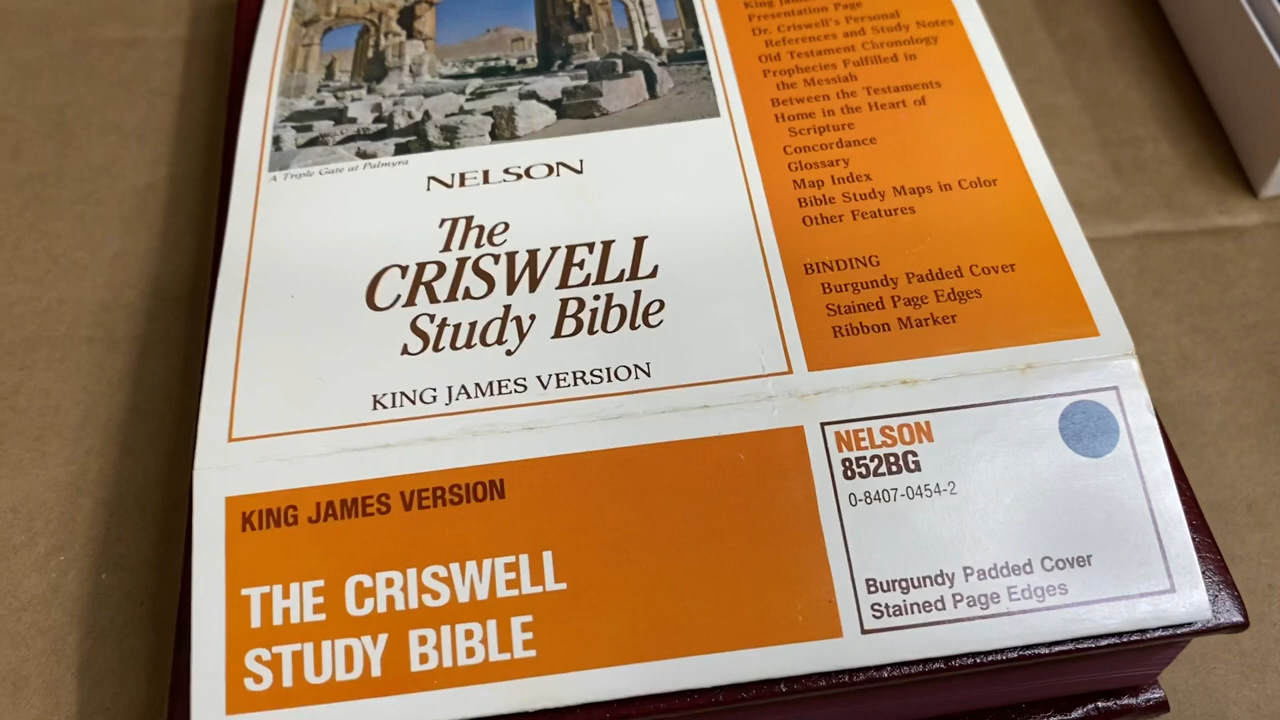 A Triple Gate at Palmyra
NELSON
The
CRISWELL
Study Bible
KING JAMES VERSION
King James
Presentation Page
Dr. Criswell's Personal
References and Study Notes
Old Testament Chronology
Prophecies Fulfilled in
the Messiah
Between the Testaments
Home in the Heart of
Scripture
Concordance
Glossary
Map Index
Bible Study Maps in Color
Other Features
BINDING
Burgundy Padded Cover
Stained Page Edges
Ribbon Marker
KING JAMES VERSION
THE CRISWELL
STUDY BIBLE
NELSON
852BG
0-8407-0454-2
Burgundy Padded Cover
Stained Page Edges